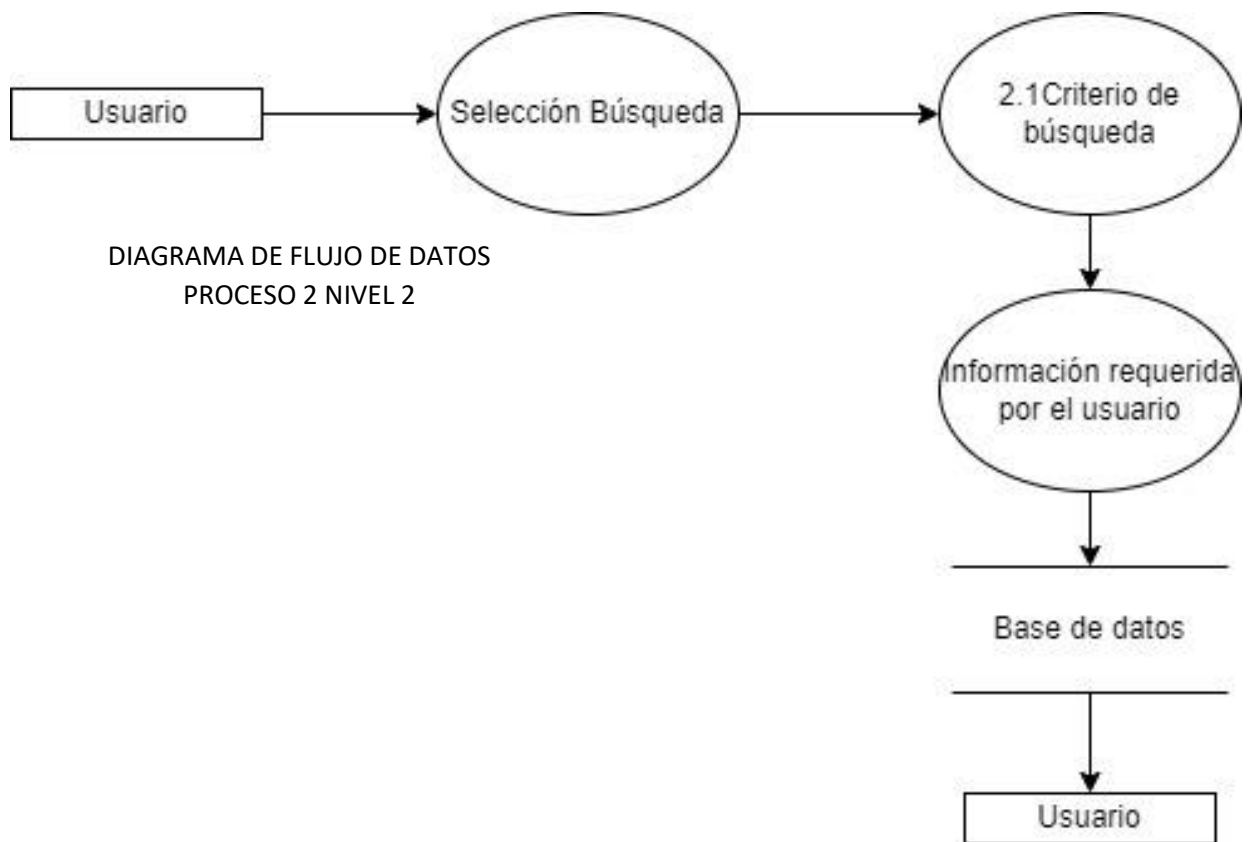 Usuario
Selección Búsqueda
2.1Criterio de
búsqueda
DIAGRAMA DE FLUJO DE DATOS
PROCESO 2 NIVEL 2
Información requerida
por el usuario
Base de datos
Usuario